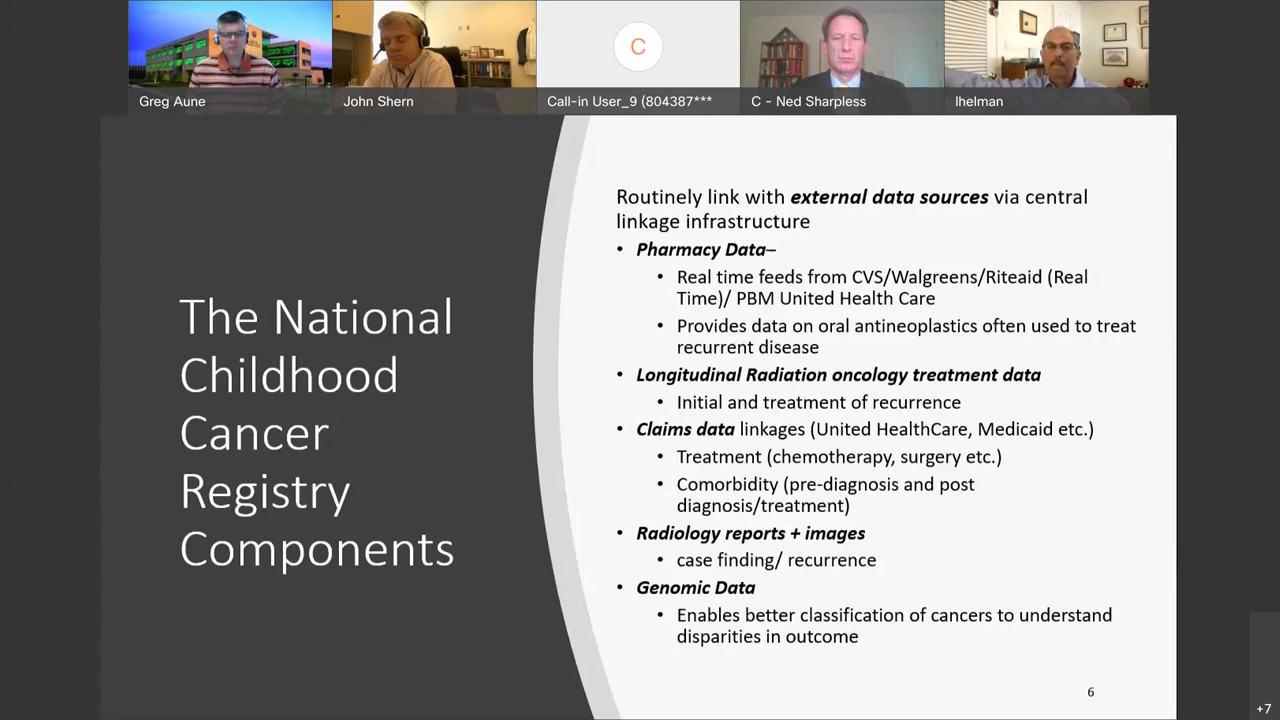 Greg Aune
John Shern
C
Call-in User_9 (804387***
C - Ned Sharpless
lhelman
The National
Childhood
Cancer
Registry
Components
Routinely link with external data sources via central
linkage infrastructure
• Pharmacy Data–
• Real time feeds from CVS/Walgreens/Riteaid (Real
Time)/ PBM United Health Care
• Provides data on oral antineoplastics often used to treat
recurrent disease
• Longitudinal Radiation oncology treatment data
• Initial and treatment of recurrence
• Claims data linkages (United HealthCare, Medicaid etc.)
• Treatment (chemotherapy, surgery etc.)
• Comorbidity (pre-diagnosis and post
diagnosis/treatment)
• Radiology reports + images
• case finding/ recurrence
• Genomic Data
• Enables better classification of cancers to understand
disparities in outcome
6
+7